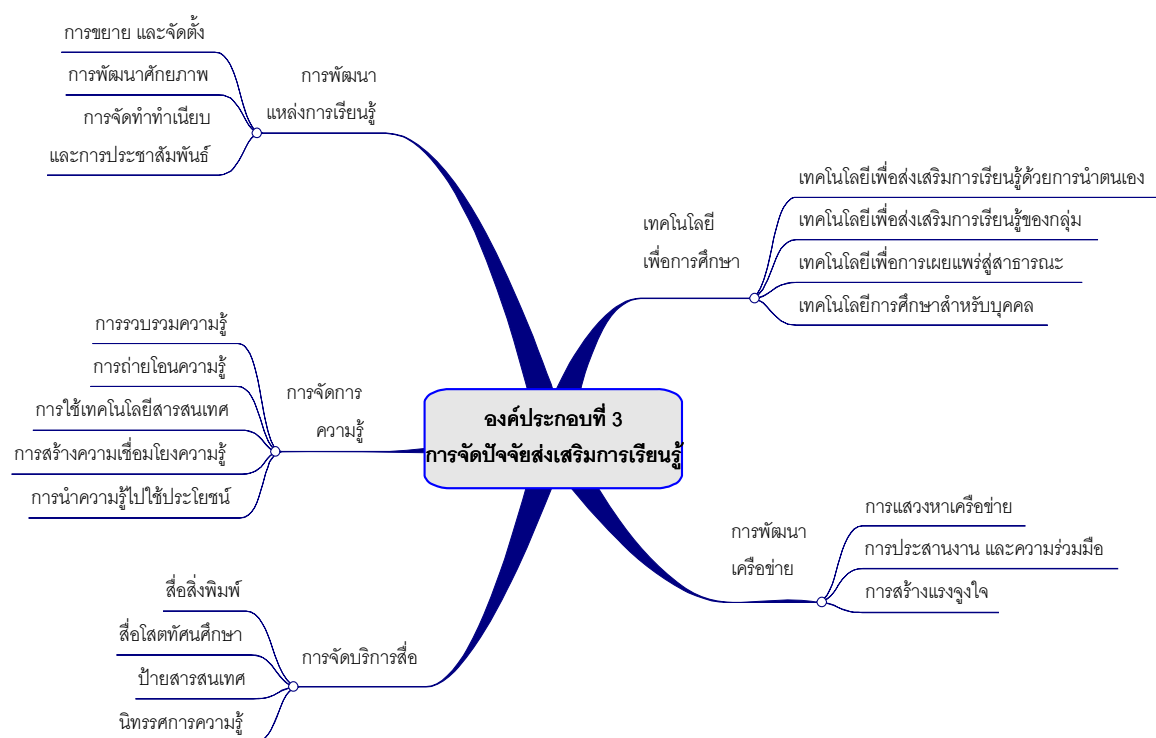 การขยาย และจัดตั้ง
การพัฒนาศักยภาพ
การจัดทำทำเนียบ
และการประชาสัมพันธ์
การพัฒนา
แหล่งการเรียนรู้
เทคโนโลยี
เพื่อการศึกษา
เทคโนโลยีเพื่อส่งเสริมการเรียนรู้ด้วยการนำตนเอง
เทคโนโลยีเพื่อส่งเสริมการเรียนรู้ของกลุ่ม
เทคโนโลยีเพื่อการเผยแพร่สู่สาธารณะ
เทคโนโลยีการศึกษาสำหรับบุคคล
การรวบรวมความรู้
การถ่ายโอนความรู้
การใช้เทคโนโลยีสารสนเทศ
การสร้างความเชื่อมโยงความรู้
การนำความรู้ไปใช้ประโยชน์
การจัดการ
ความรู้
องค์ประกอบที่ 3
การจัดปัจจัยส่งเสริมการเรียนรู้
การพัฒนา
เครือข่าย
การแสวงหาเครือข่าย
การประสานงาน และความร่วมมือ
การสร้างแรงจูงใจ
สื่อสิ่งพิมพ์
สื่อโสตทัศนศึกษา
ป้ายสารสนเทศ
นิทรรศการความรู้
การจัดบริการสื่อ